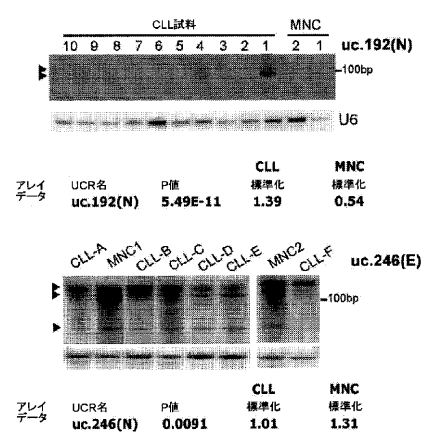 CLL試料 MNC
10 9 8 7 6 5 4 3 2 1 2 1 uc.192(N)
100bp
U6
CLL MNC
アレイデータ UCR名 P値 標準化 標準化
uc.192(N) 5.49E-11 1.39 0.54
CLL-A MNC1 CLL-B CLL-C CLL-D CLL-E MNC2 CLL-F uc.246(E)
100bp
CLL MNC
アレイデータ UCR名 P値 標準化 標準化
uc.246(N) 0.0091 1.01 1.31